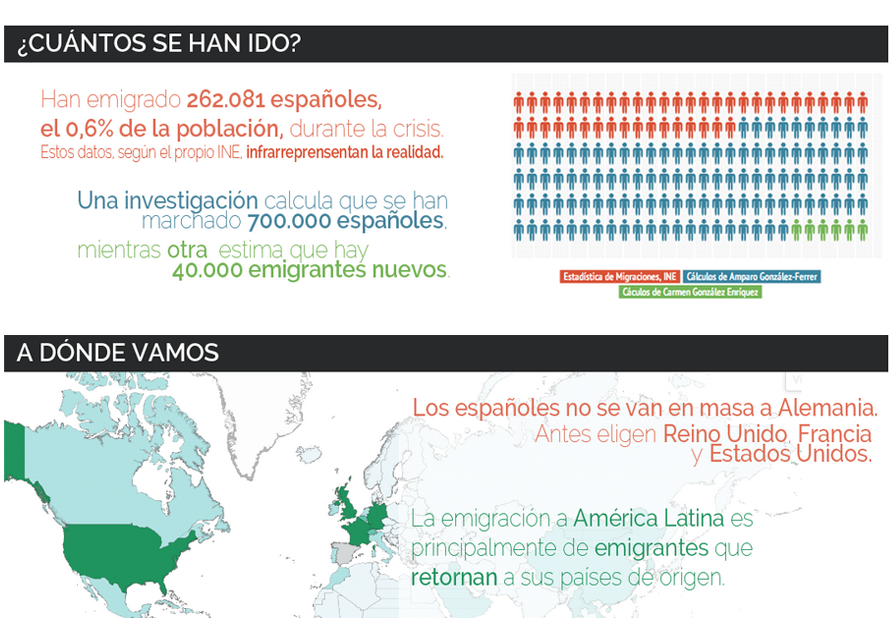 ¿CUÁNTOS SE HAN IDO?
Han emigrado 262.081 españoles,
el 0,6% de la población, durante la crisis.
Estos datos, según el propio INE, infrarreprensentan la realidad.
Una investigación calcula que se han
marchado 700.000 españoles,
mientras otra estima que hay
40.000 emigrantes nuevos.
Estadística de Migraciones, INE
Cálculos de Amparo González-Ferrer
Cáculos de Carmen González Enríquez
A DÓNDE VAMOS
Los españoles no se van en masa a Alemania.
Antes eligen Reino Unido, Francia
y Estados Unidos.
La emigración a América Latina es
principalmente de emigrantes que
retornan a sus países de origen.